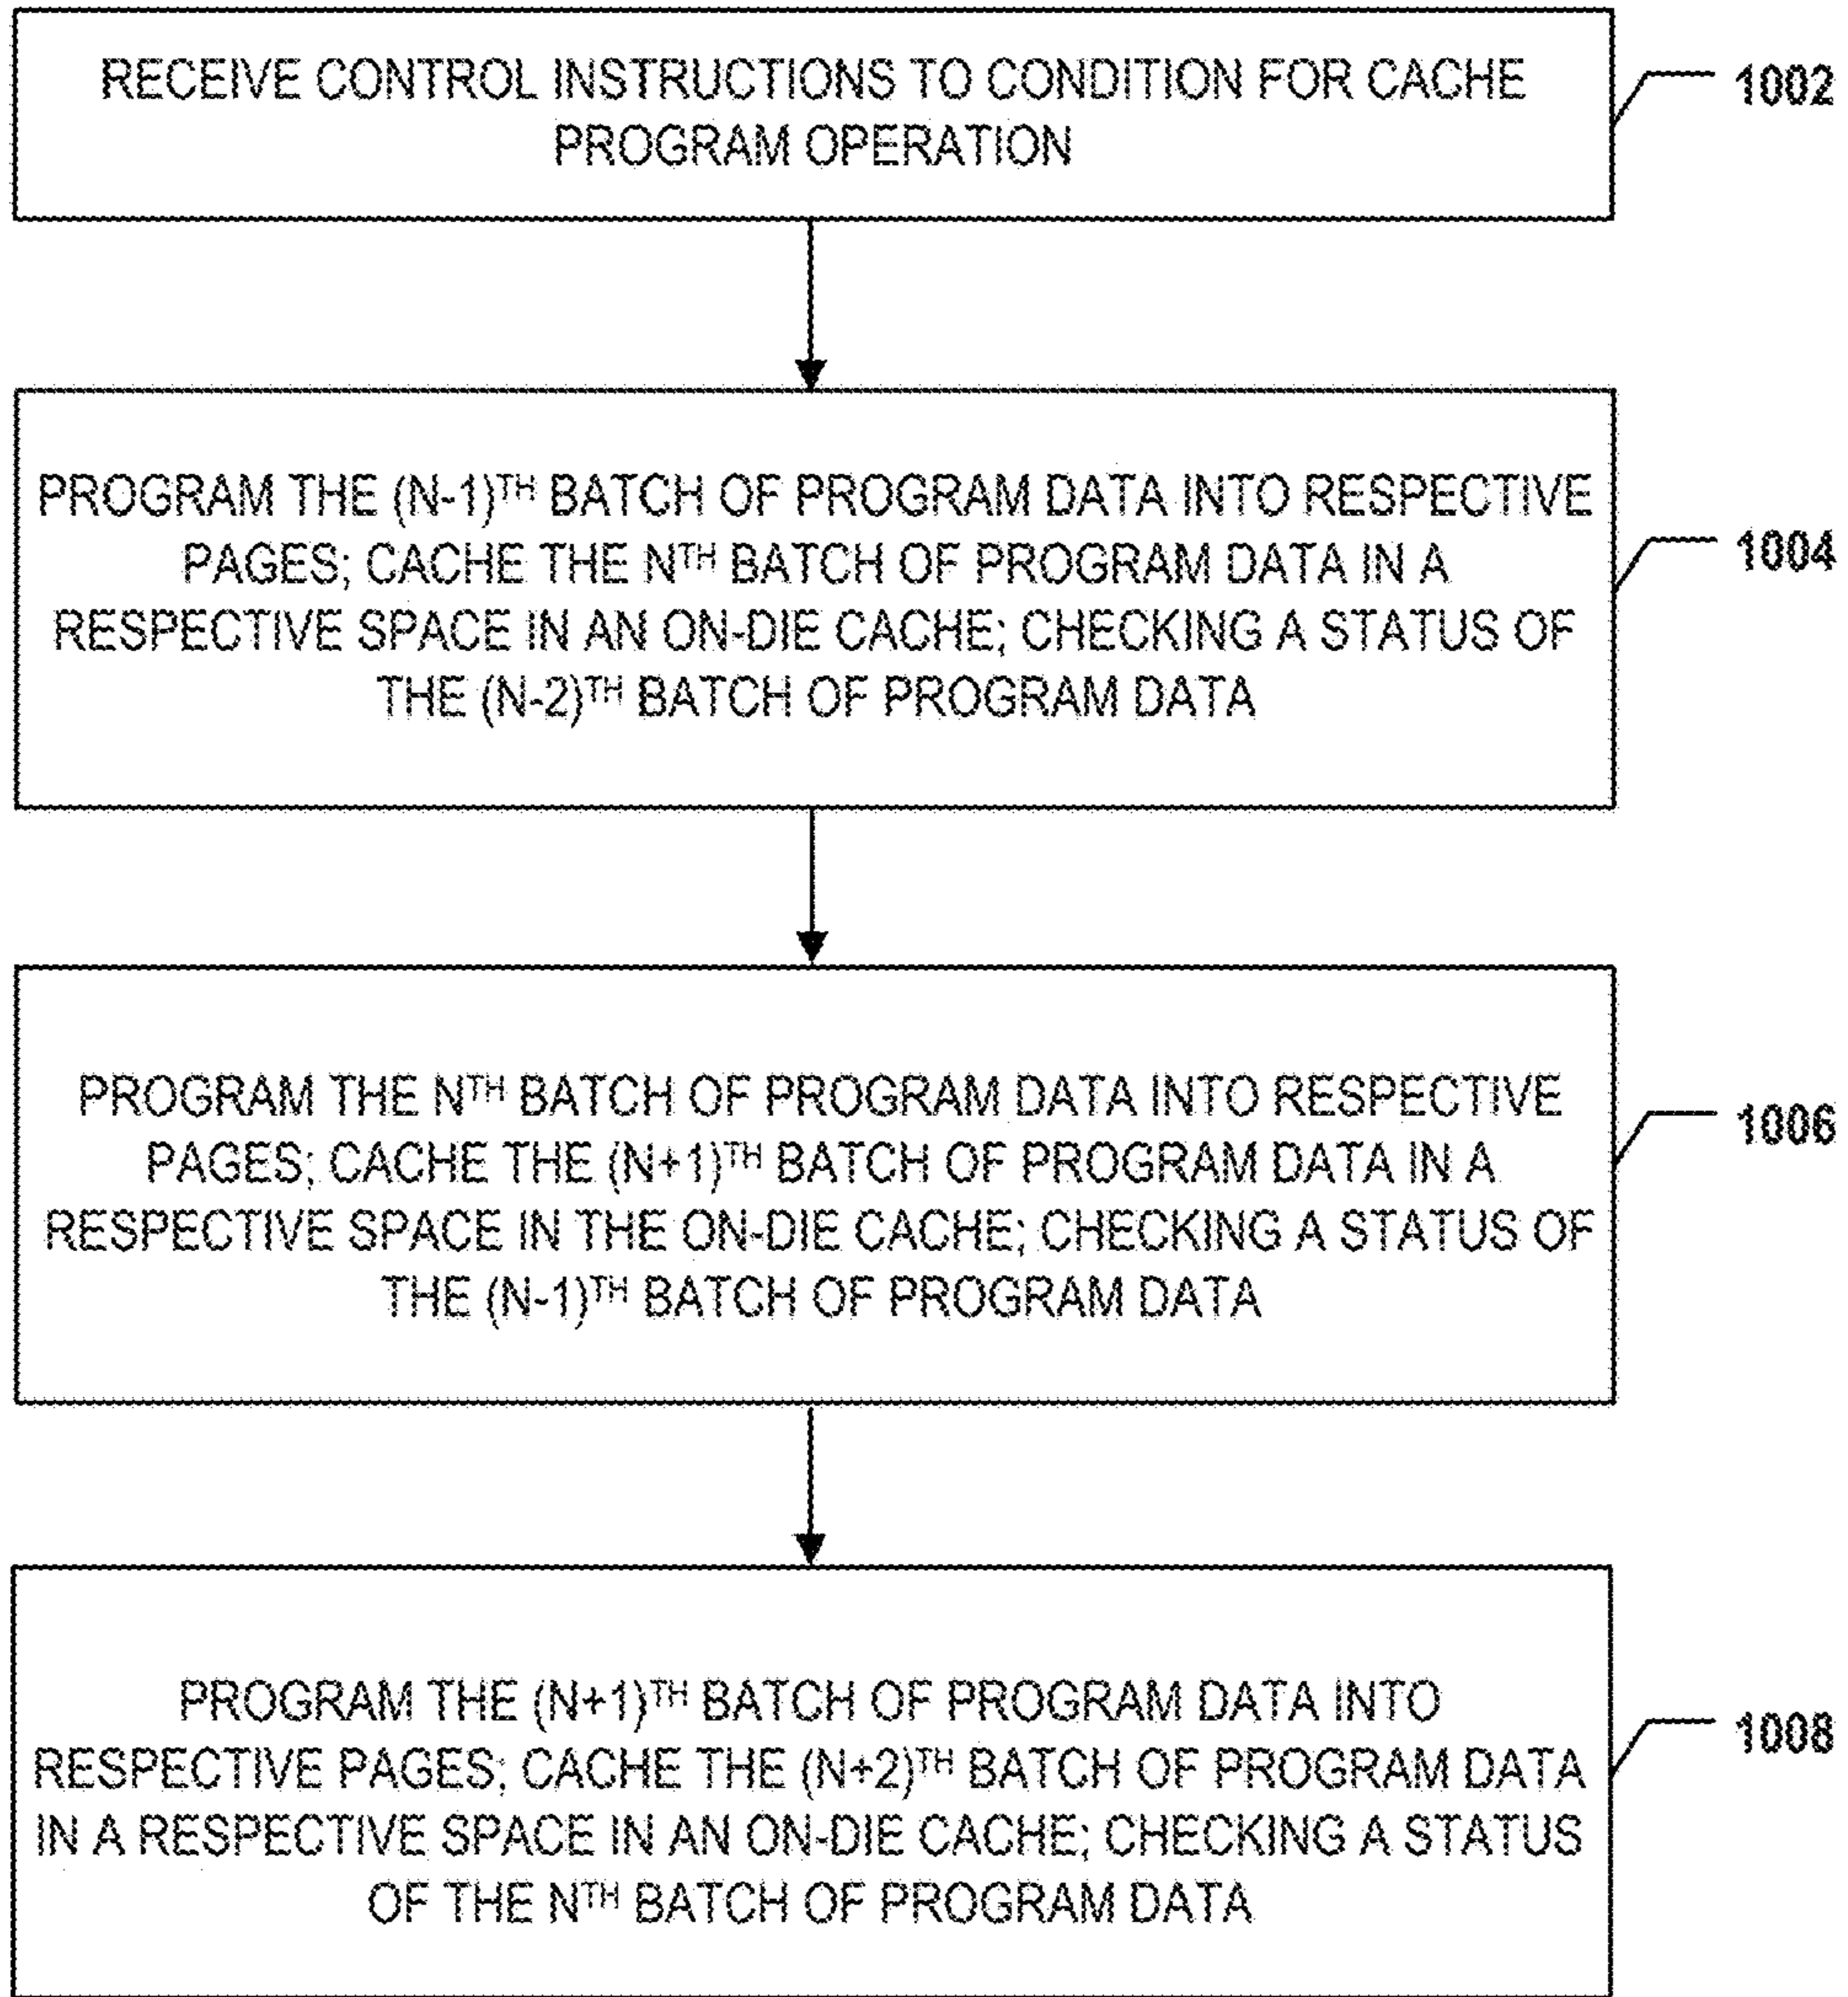 RECEIVE CONTROL INSTRUCTIONS TO CONDITION FOR CACHE
PROGRAM OPERATION
1002
PROGRAM THE (N-1)TH BATCH OF PROGRAM DATA INTO RESPECTIVE
PAGES; CACHE THE NTH BATCH OF PROGRAM DATA IN A
RESPECTIVE SPACE IN AN ON-DIE CACHE; CHECKING A STATUS OF
THE (N-2)TH BATCH OF PROGRAM DATA
1004
PROGRAM THE NTH BATCH OF PROGRAM DATA INTO RESPECTIVE
PAGES; CACHE THE (N+1)TH BATCH OF PROGRAM DATA IN A
RESPECTIVE SPACE IN THE ON-DIE CACHE; CHECKING A STATUS OF
THE (N-1)TH BATCH OF PROGRAM DATA
1006
PROGRAM THE (N+1)TH BATCH OF PROGRAM DATA INTO
RESPECTIVE PAGES; CACHE THE (N+2)TH BATCH OF PROGRAM DATA
IN A RESPECTIVE SPACE IN AN ON-DIE CACHE; CHECKING A STATUS
OF THE NTH BATCH OF PROGRAM DATA
1008